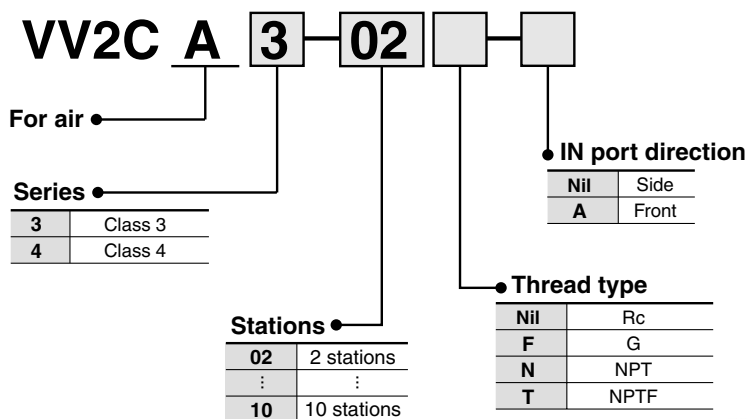 VV2C A 3-02 -
For air
IN port direction
Nil Side
A Front
Series
3 Class 3
4 Class 4
Thread type
Nil Rc
F G
N NPT
T NPTF
Stations
02 2 stations
⋮ ⋮
10 10 stations